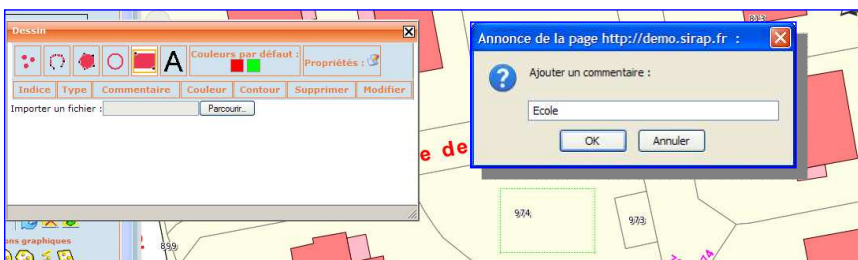 Dessin
A
Couleurs par défaut :
Propriétés :
Indice Type Commentaire Couleur Contour Supprimer Modifier
Importer un fichier : Parcourir...
Annonce de la page http://demo.sirap.fr :
Ajouter un commentaire :
Ecole
OK Annuler
e de
974
973
899
ons graphiques